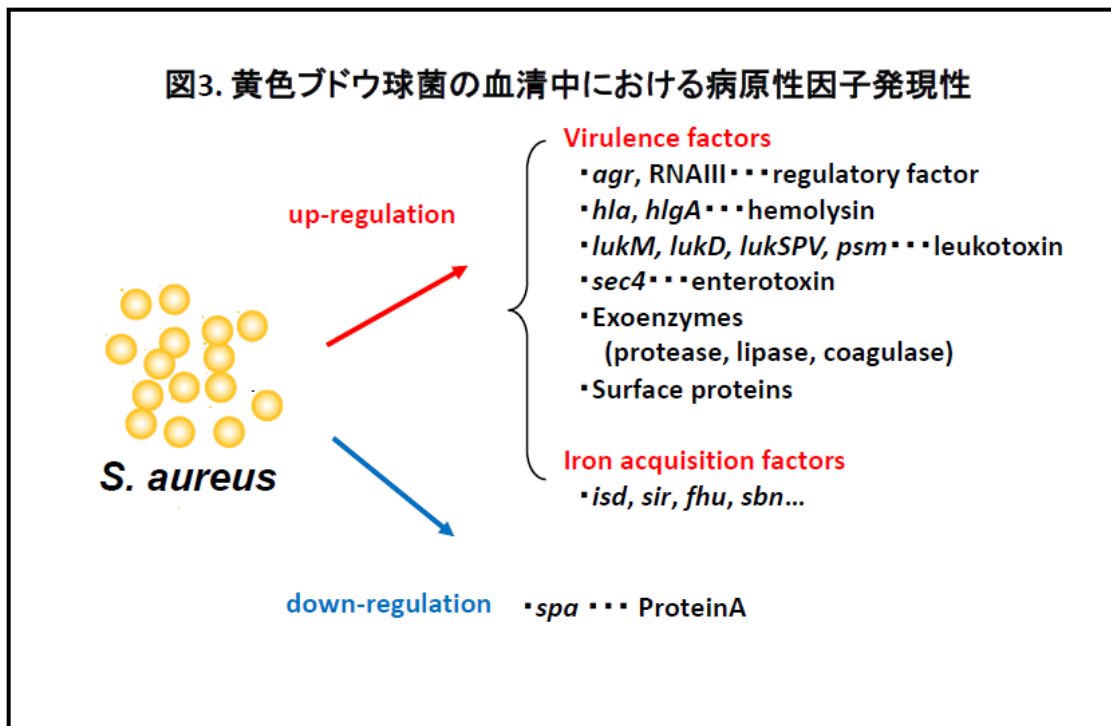 図3. 黄色ブドウ球菌の血清中における病原性因子発現性
Virulence factors
・agr, RNAIII・・・regulatory factor
up-regulation
・hla, hlgA・・・hemolysin
・lukM, lukD, lukSPV, psm・・・leukotoxin
・sec4・・・enterotoxin
・Exoenzymes
(protease, lipase, coagulase)
・Surface proteins
S. aureus
Iron acquisition factors
・isd, sir, fhu, sbn...
down-regulation
・spa ・・・ ProteinA